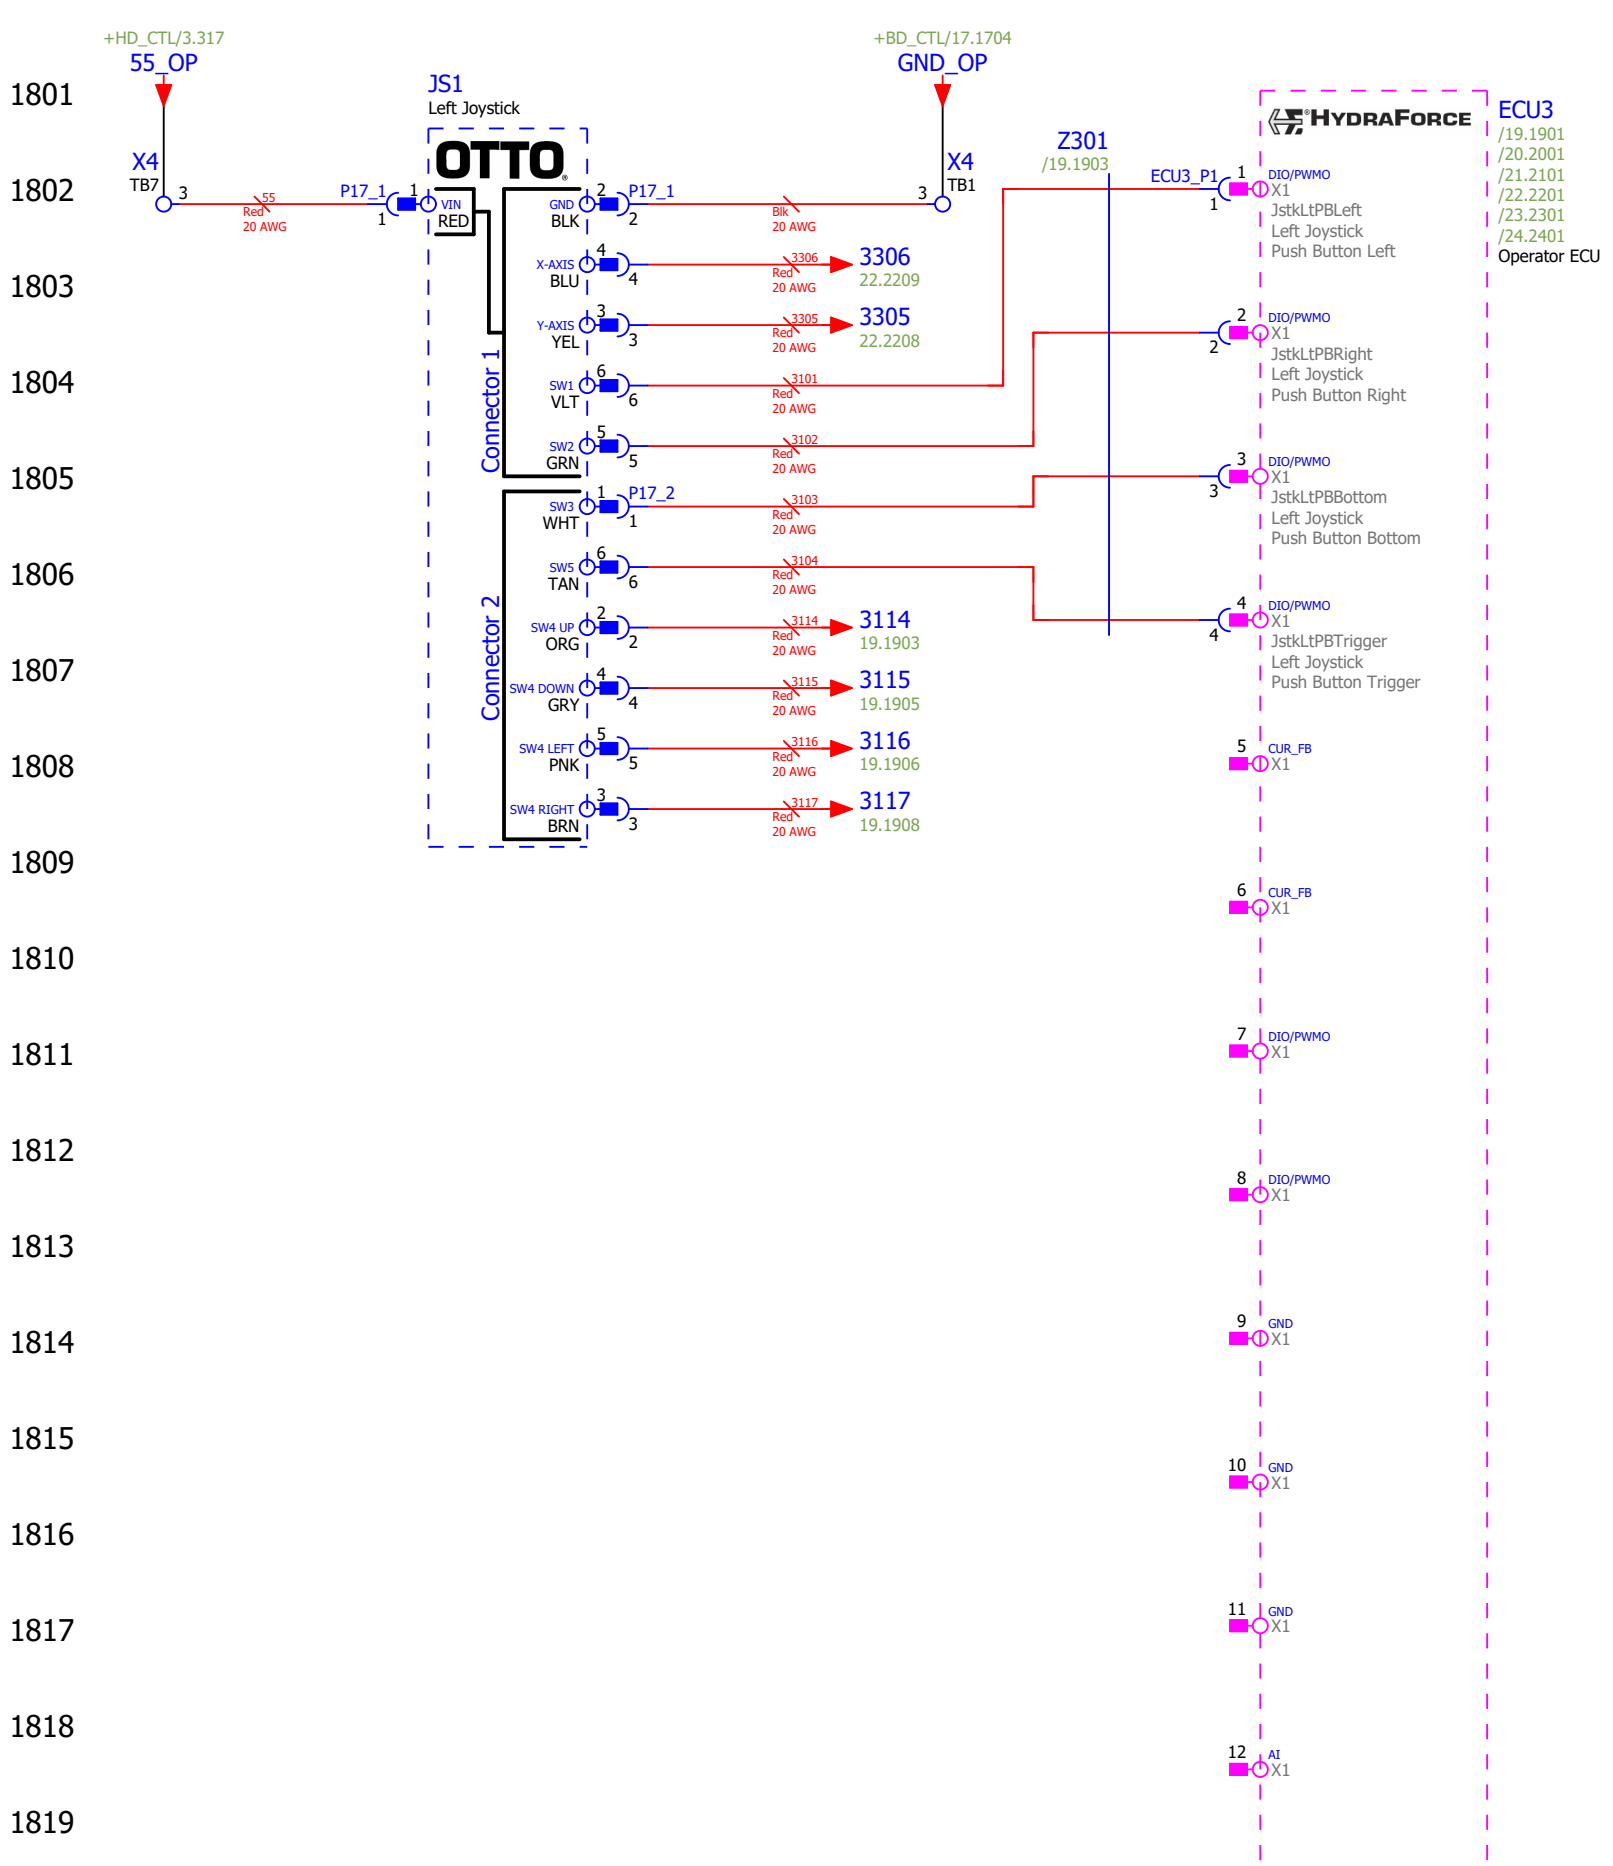 +HD_CTL/3.317
55_OP
+BD_CTL/17.1704
GND_OP
1801
1802
1803
1804
1805
1806
1807
1808
1809
1810
1811
1812
1813
1814
1815
1816
1817
1818
1819
X4
TB7
3
55
Red
20 AWG
P17_1
1
1
JS1
Left Joystick
OTTO
VIN
RED
Connector 1
GND
BLK
2
P17_1
2
Blk
20 AWG
3
X4
TB1
X-AXIS
BLU
4
4
3306
Red
20 AWG
3306
22.2209
Y-AXIS
YEL
3
3
3305
Red
20 AWG
3305
22.2208
SW1
VLT
6
6
3101
Red
20 AWG
SW2
GRN
5
5
3102
Red
20 AWG
Connector 2
SW3
WHT
1
P17_2
1
3103
Red
20 AWG
SW5
TAN
6
6
3104
Red
20 AWG
SW4 UP
ORG
2
2
3114
Red
20 AWG
3114
19.1903
SW4 DOWN
GRY
4
4
3115
Red
20 AWG
3115
19.1905
SW4 LEFT
PNK
5
5
3116
Red
20 AWG
3116
19.1906
SW4 RIGHT
BRN
3
3
3117
Red
20 AWG
3117
19.1908
Z301
/19.1903
HYDRAFORCE
ECU3
/19.1901
/20.2001
/21.2101
/22.2201
/23.2301
/24.2401
Operator ECU
ECU3_P1
1
1
DIO/PWMO
X1
JstkLtPBLeft
Left Joystick
Push Button Left
2
2
DIO/PWMO
X1
JstkLtPBRight
Left Joystick
Push Button Right
3
3
DIO/PWMO
X1
JstkLtPBBottom
Left Joystick
Push Button Bottom
4
4
DIO/PWMO
X1
JstkLtPBTrigger
Left Joystick
Push Button Trigger
5
CUR_FB
X1
6
CUR_FB
X1
7
DIO/PWMO
X1
8
DIO/PWMO
X1
9
GND
X1
10
GND
X1
11
GND
X1
12
AI
X1